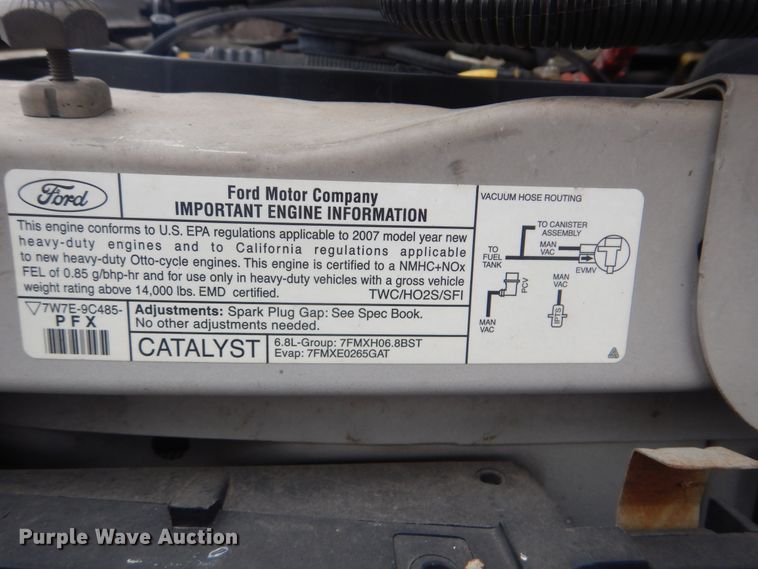 Ford
Ford Motor Company
IMPORTANT ENGINE INFORMATION
This engine conforms to U.S. EPA regulations applicable to 2007 model year new
heavy-duty engines and to California regulations applicable
to new heavy-duty Otto-cycle engines. This engine is certified to a NMHC+NOx
FEL of 0.85 g/bhp-hr and for use only in heavy-duty vehicles with a gross vehicle
weight rating above 14,000 lbs. EMD certified.
TWC/HO2S/SFI
7W7E-9C485-
PFX
Adjustments: Spark Plug Gap: See Spec Book.
No other adjustments needed.
CATALYST
6.8L-Group: 7FMXH06.8BST
Evap: 7FMXE0265GAT
VACUUM HOSE ROUTING
TO CANISTER
ASSEMBLY
TO
FUEL
TANK
MAN
VAC
EVMV
PCV
MAN
VAC
MAN
VAC
IPTS
Purple Wave Auction